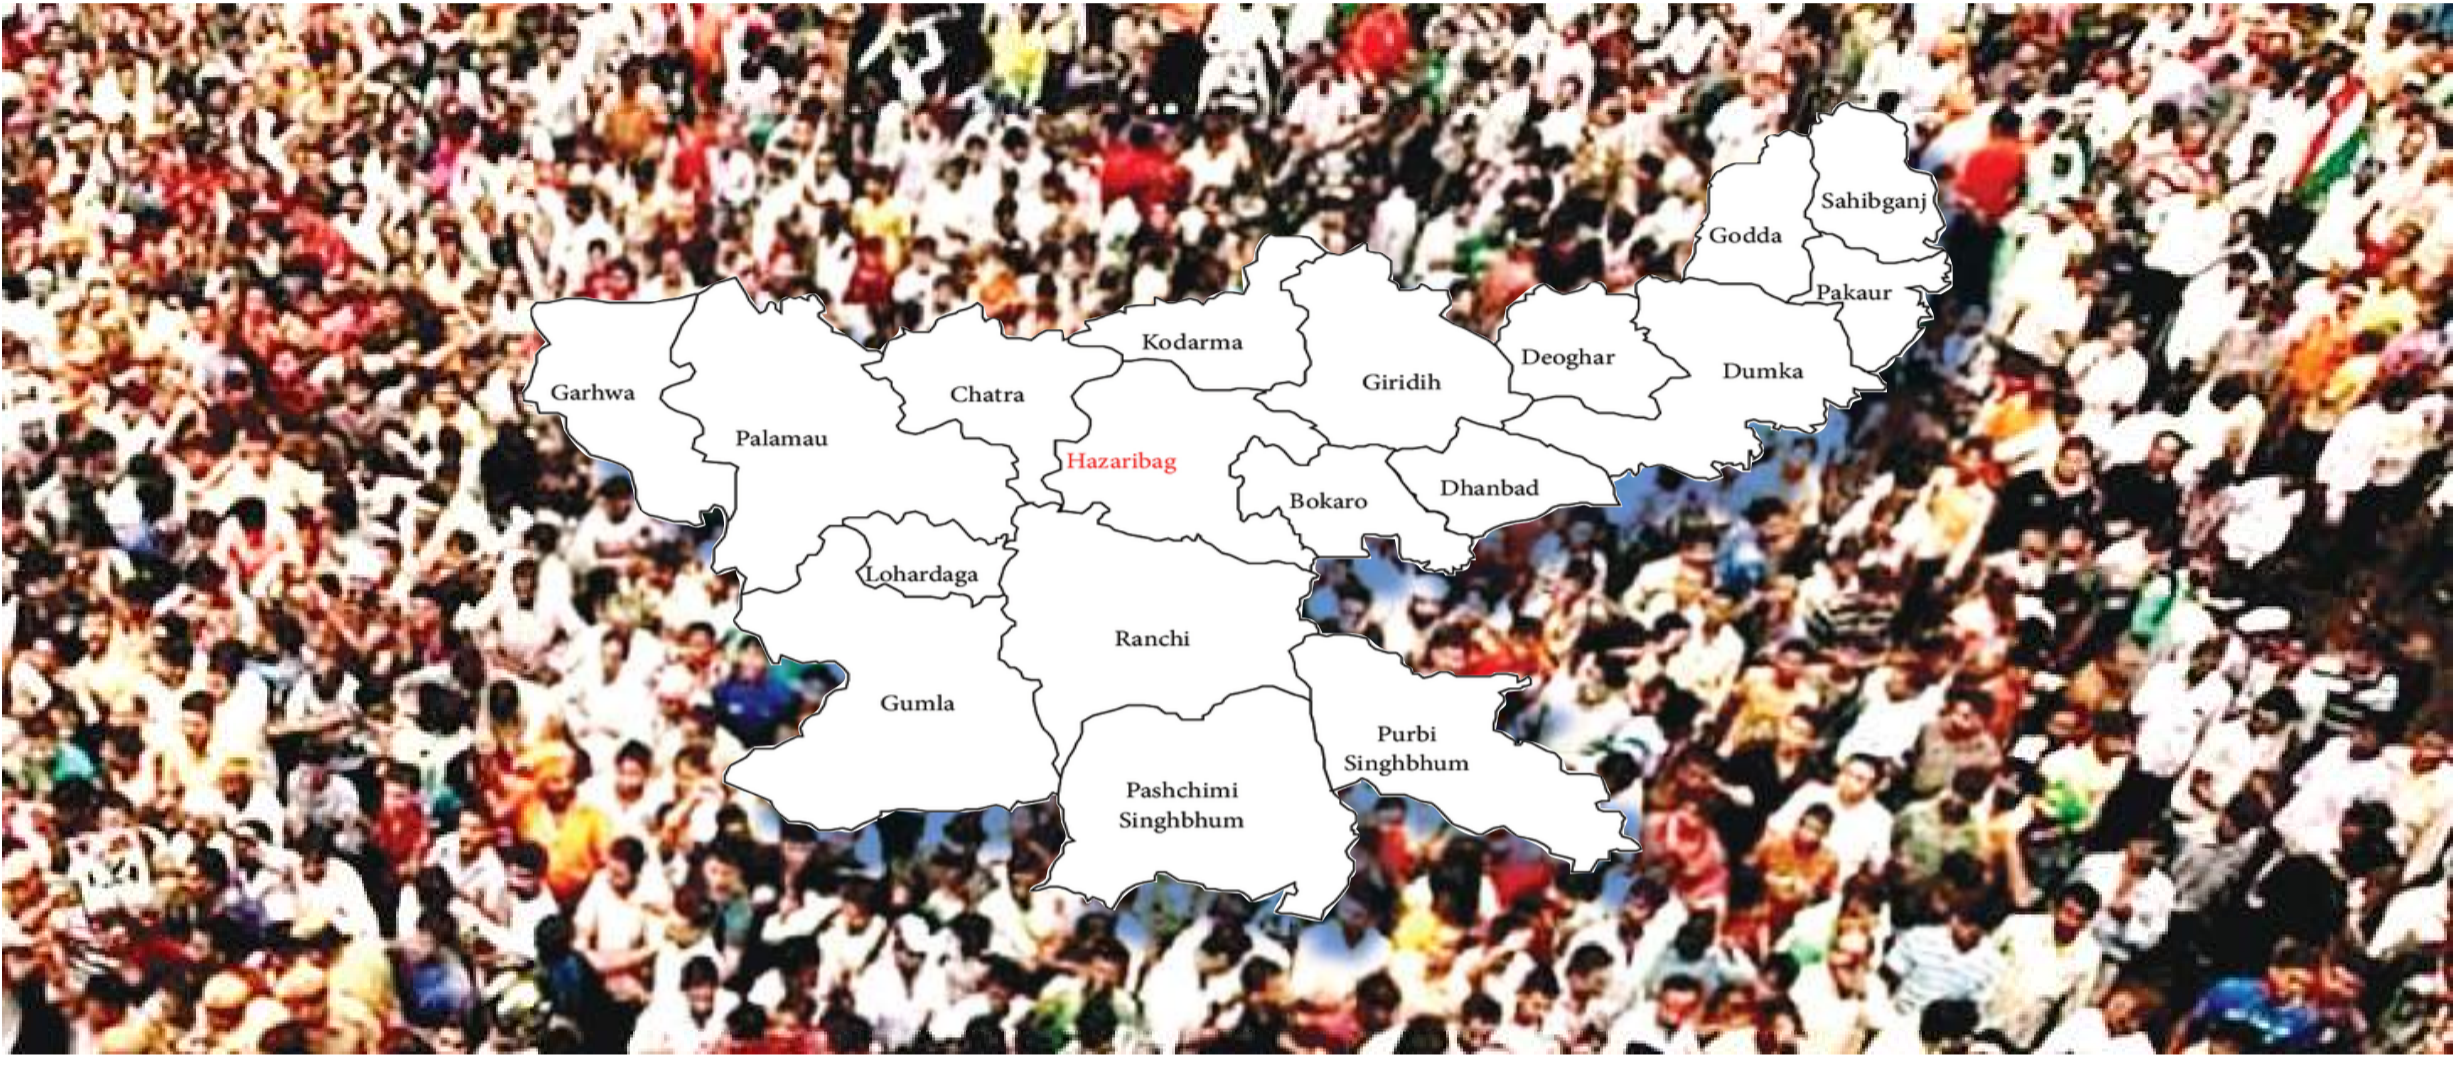 Sahibganj
Godda
Pakaur
Kodarma
Deoghar
Dumka
Giridih
Garhwa
Chatra
Palamau
Hazaribag
Dhanbad
Bokaro
Lohardaga
Ranchi
Gumla
Purbi
Singhbhum
Pashchimi
Singhbhum